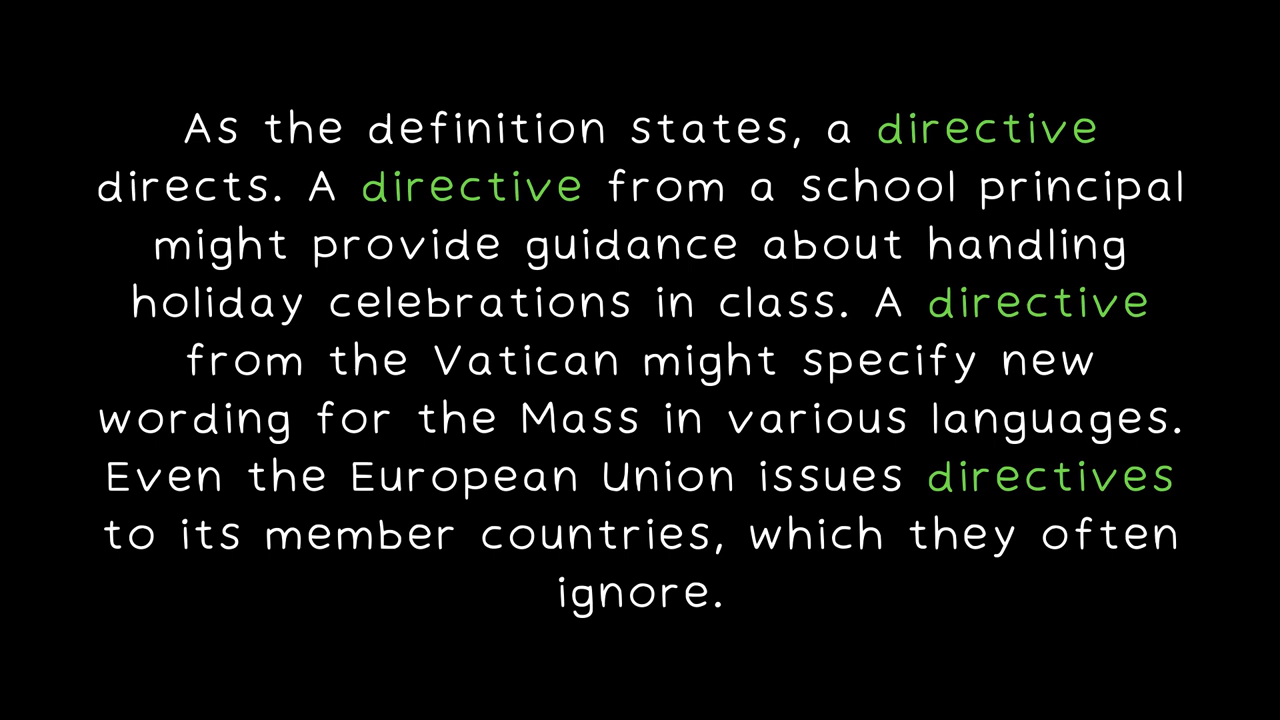 As the definition states, a directive
directs. A directive from a school principal
might provide guidance about handling
holiday celebrations in class. A directive
from the Vatican might specify new
wording for the Mass in various languages.
Even the European Union issues directives
to its member countries, which they often
ignore.